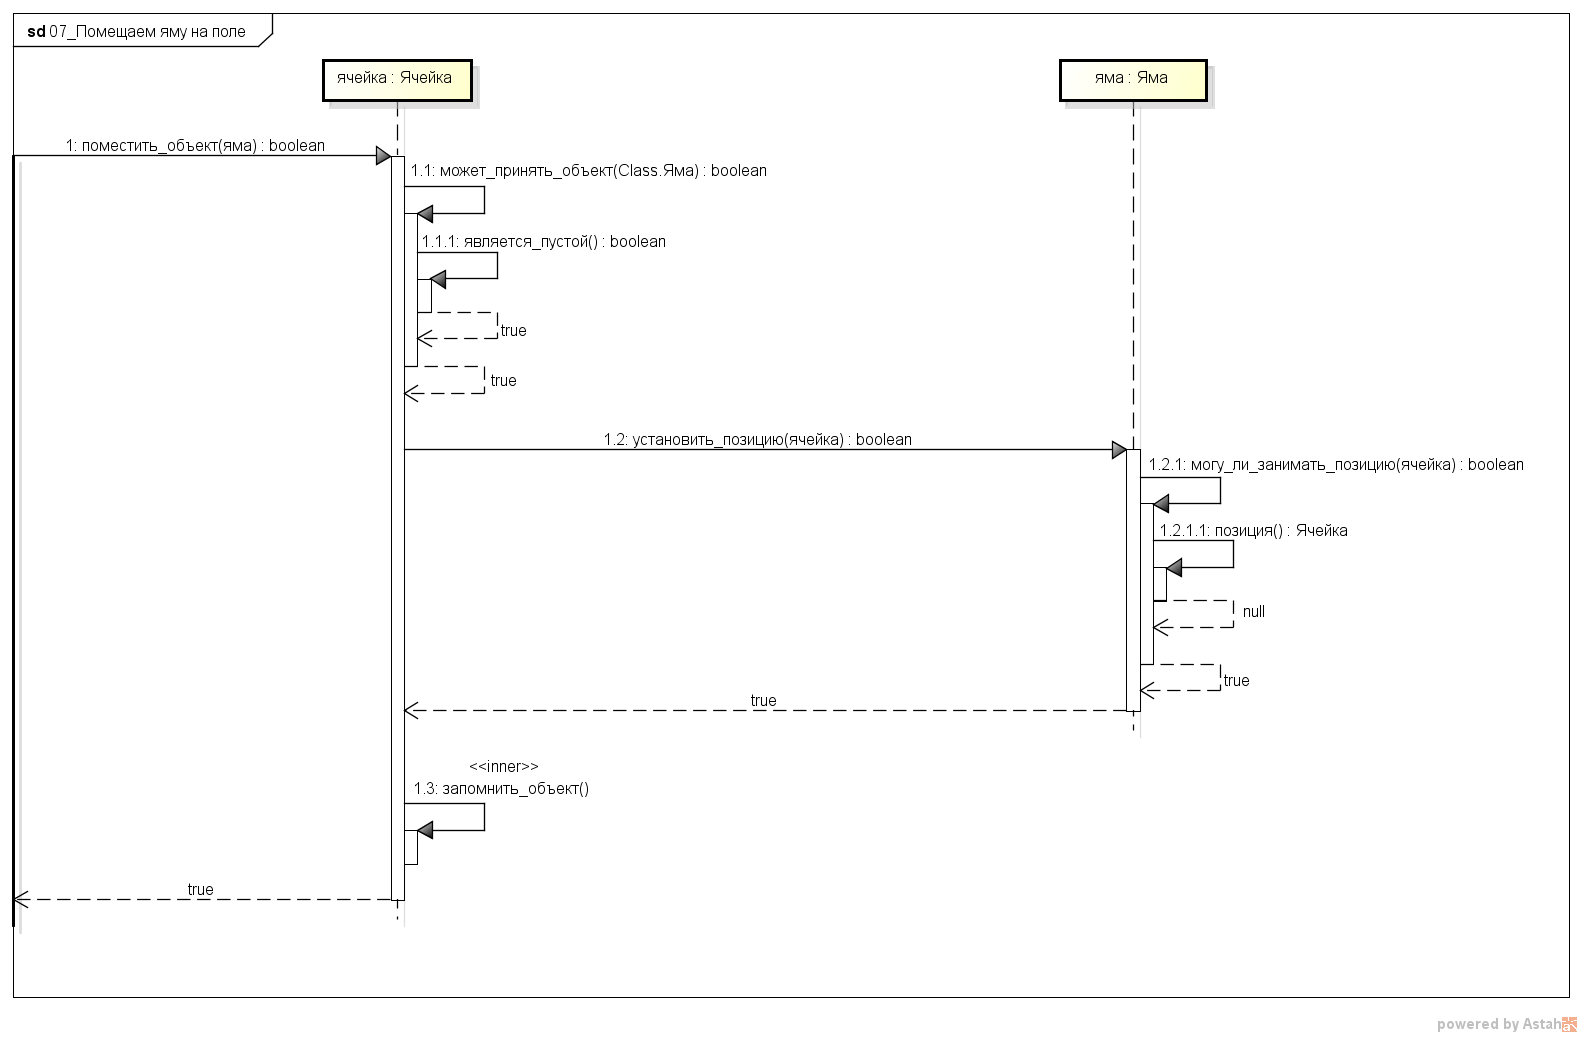 sd 07_Помещаем яму на поле
ячейка : Ячейка
яма : Яма
1: поместить_объект(яма) : boolean
1.1: может_принять_объект(Class.Яма) : boolean
1.1.1: является_пустой() : boolean
true
true
1.2: установить_позицию(ячейка) : boolean
1.2.1: могу_ли_занимать_позицию(ячейка) : boolean
1.2.1.1: позиция() : Ячейка
null
true
true
<<inner>>
1.3: запомнить_объект()
true
powered by Astah